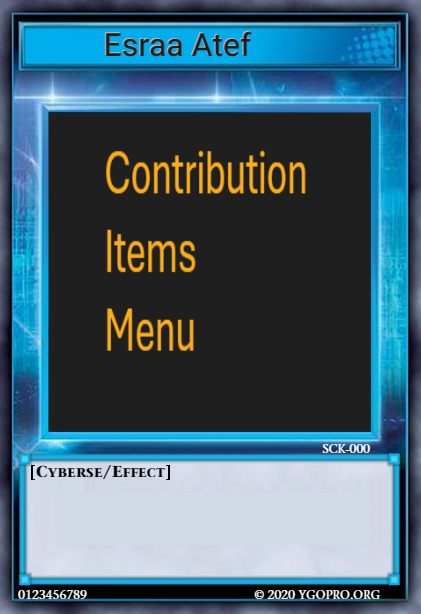 Esraa Atef
Contribution
Items
Menu
SCK-000
[Cyberse/Effect]
0123456789 © 2020 YGOPRO.ORG